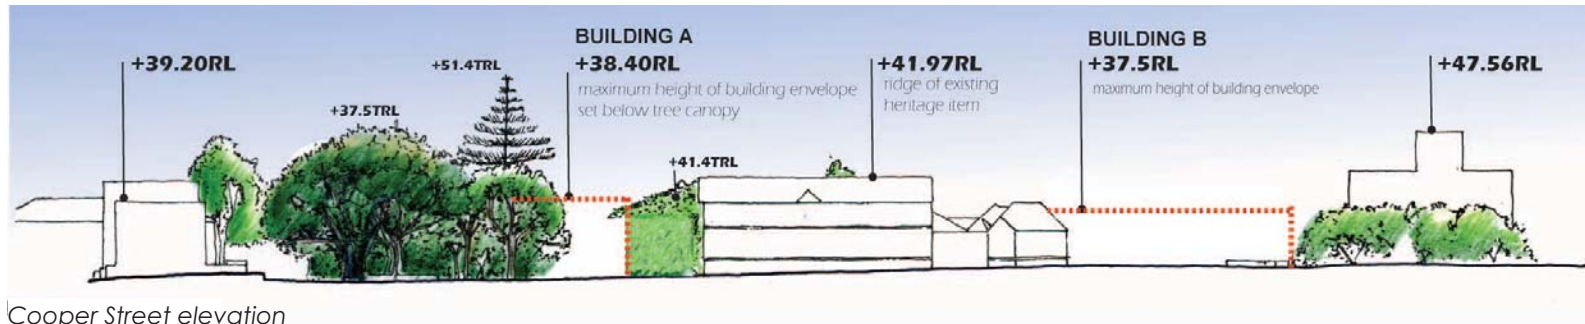 +39.20RL
+37.5TRL
+51.4TRL
BUILDING A
+38.40RL
maximum height of building envelope
set below tree canopy
+41.4TRL
+41.97RL
ridge of existing
heritage item
BUILDING B
+37.5RL
maximum height of building envelope
+47.56RL
Cooper Street elevation